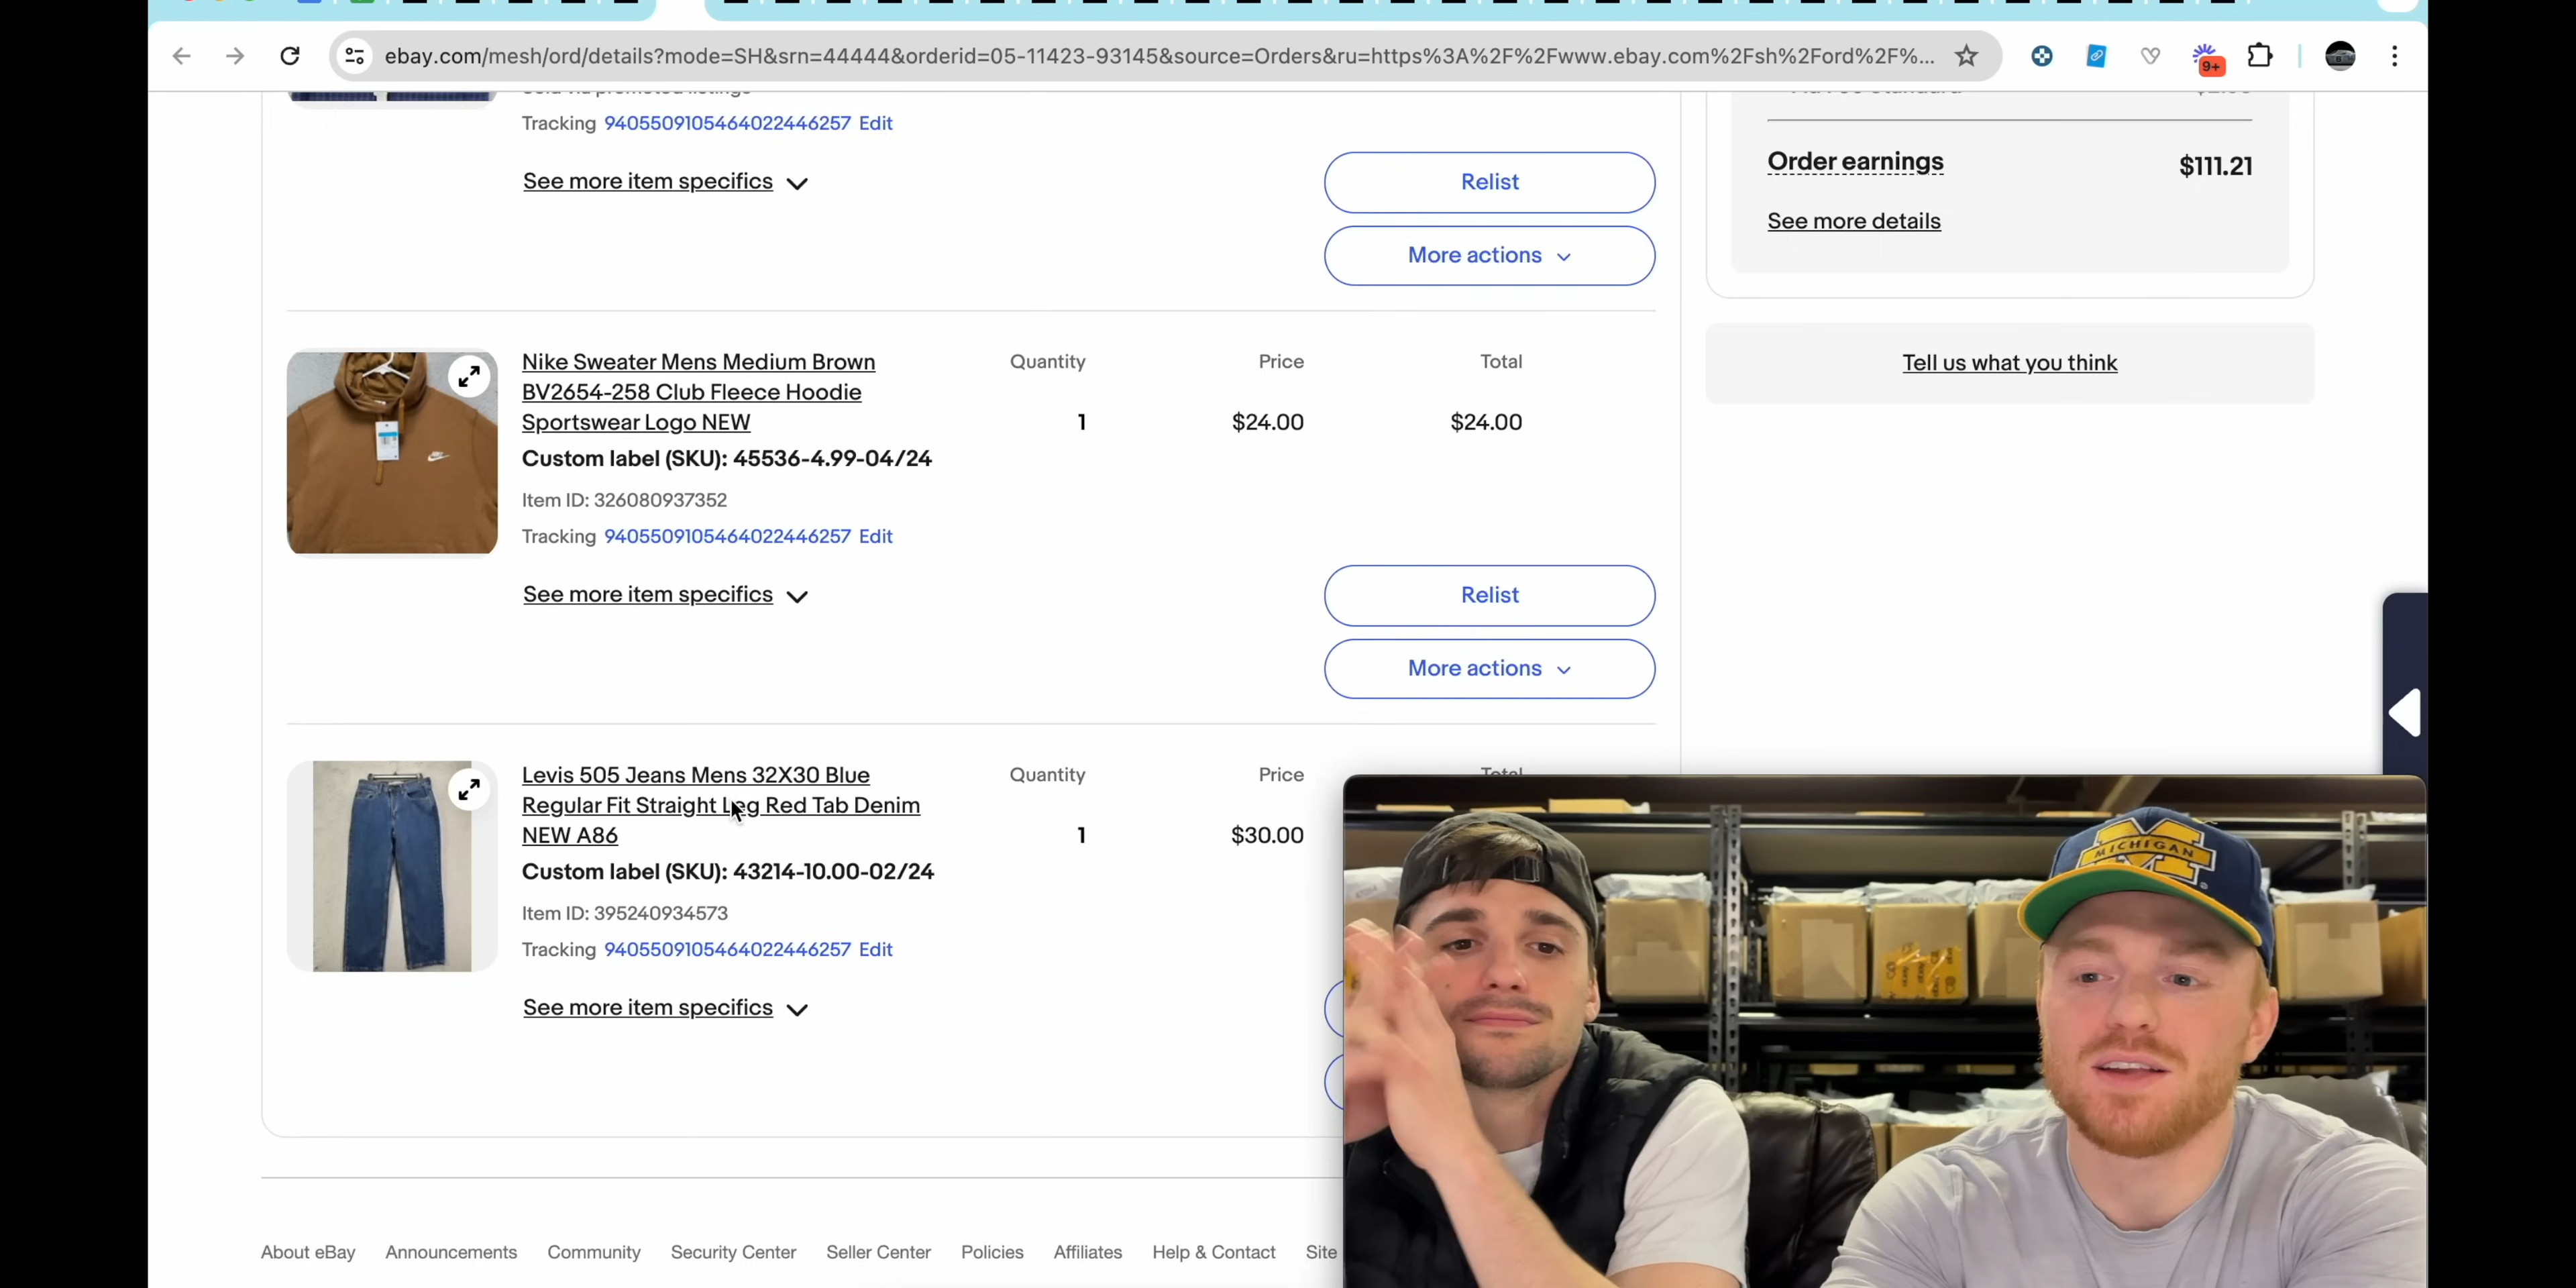 ebay.com/mesh/ord/details?mode=SH&srn=44444&orderid=05-11423-93145&source=Orders&ru=https%3A%2F%2Fwww.ebay.com%2Fsh%2Ford%2F%...
9+
Sold via promoted listings
Tracking 9405509105464022446257 Edit
See more item specifics
Relist
More actions
Order earnings $111.21
See more details
Tell us what you think
Nike Sweater Mens Medium Brown
BV2654-258 Club Fleece Hoodie
Sportswear Logo NEW
Quantity Price Total
1 $24.00 $24.00
Custom label (SKU): 45536-4.99-04/24
Item ID: 326080937352
Tracking 9405509105464022446257 Edit
See more item specifics
Relist
More actions
Levis 505 Jeans Mens 32X30 Blue
Regular Fit Straight Leg Red Tab Denim
NEW A86
Quantity Price Total
1 $30.00
Custom label (SKU): 43214-10.00-02/24
Item ID: 395240934573
Tracking 9405509105464022446257 Edit
See more item specifics
MICHIGAN
About eBay Announcements Community Security Center Seller Center Policies Affiliates Help & Contact Site